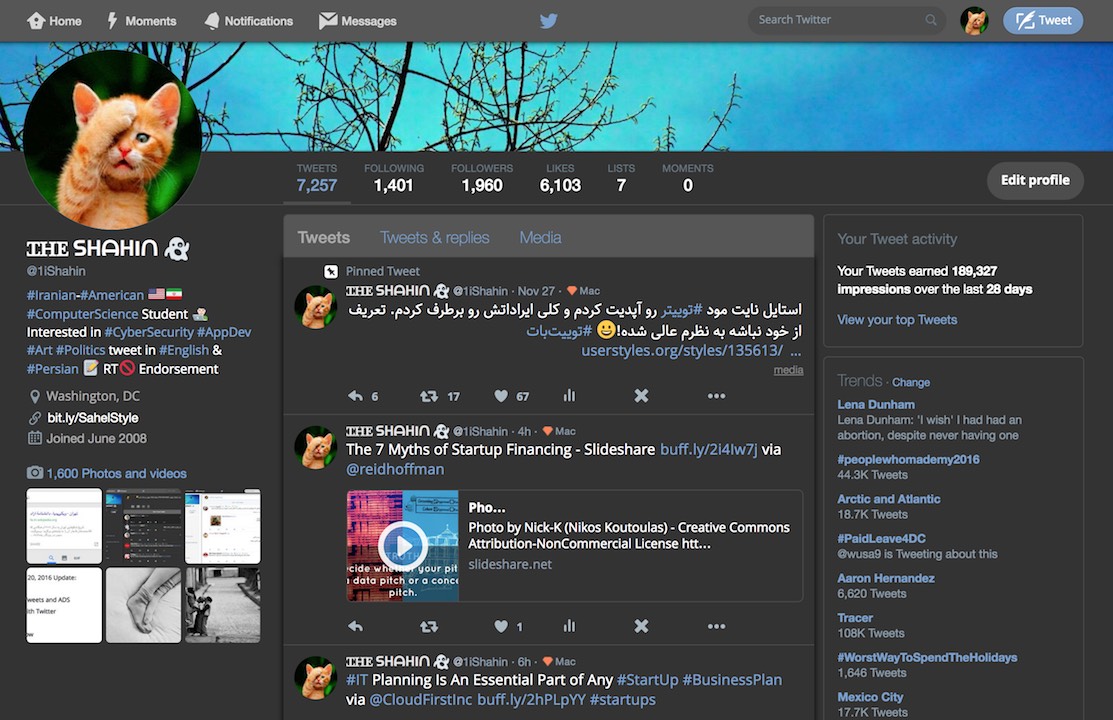 Home
Moments
Notifications
Messages
Search Twitter
Tweet
TWEETS
7,257
FOLLOWING
1,401
FOLLOWERS
1,960
LIKES
6,103
LISTS
7
MOMENTS
0
Edit profile
THE SHAHIN 👻
@1iShahin
#Iranian-#American 🇺🇸🇮🇷
#ComputerScience Student 👨🏻‍💻
Interested in #CyberSecurity #AppDev
#Art #Politics tweet in #English &
#Persian 📝 RT🚫 Endorsement
Washington, DC
bit.ly/SahelStyle
Joined June 2008
1,600 Photos and videos
20, 2016 Update:
weets and ADS
ith Twitter
Tweets
Tweets & replies
Media
Pinned Tweet
THE SHAHIN 👻 @1iShahin · Nov 27 · Mac
استایل نایت مود #توییتر رو آپدیت کردم و کلی ایراداتش رو برطرف کردم. تعریف
از خود نباشه به نظرم عالی شده!😀 #توییت‌بات
userstyles.org/styles/135613/ …
media
6
17
67
THE SHAHIN 👻 @1iShahin · 4h · Mac
The 7 Myths of Startup Financing - Slideshare buff.ly/2i4Iw7j via
@reidhoffman
cide whether your pit
a data pitch or a conce
pitch.
Pho...
Photo by Nick-K (Nikos Koutoulas) - Creative Commons
Attribution-NonCommercial License htt...
slideshare.net
1
THE SHAHIN 👻 @1iShahin · 6h · Mac
#IT Planning Is An Essential Part of Any #StartUp #BusinessPlan
via @CloudFirstInc buff.ly/2hPLpYY #startups
Your Tweet activity
Your Tweets earned 189,327
impressions over the last 28 days
View your top Tweets
Trends · Change
Lena Dunham
Lena Dunham: 'I wish' I had had an
abortion, despite never having one
#peoplewhomademy2016
44.3K Tweets
Arctic and Atlantic
18.7K Tweets
#PaidLeave4DC
@wusa9 is Tweeting about this
Aaron Hernandez
6,620 Tweets
Tracer
108K Tweets
#WorstWayToSpendTheHolidays
1,646 Tweets
Mexico City
17.7K Tweets